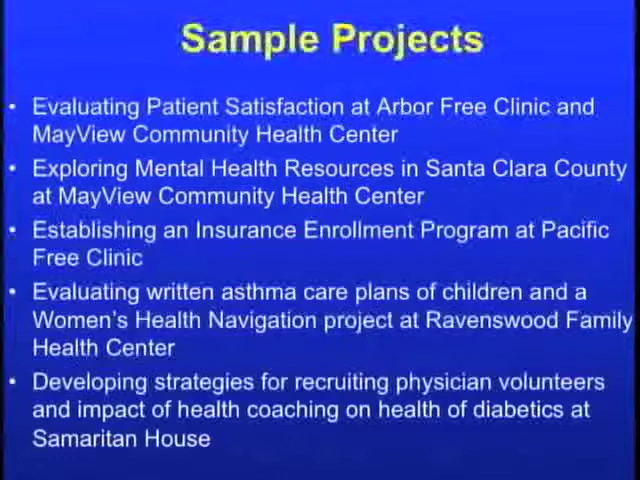 Sample Projects
• Evaluating Patient Satisfaction at Arbor Free Clinic and
MayView Community Health Center
• Exploring Mental Health Resources in Santa Clara County
at MayView Community Health Center
• Establishing an Insurance Enrollment Program at Pacific
Free Clinic
• Evaluating written asthma care plans of children and a
Women's Health Navigation project at Ravenswood Family
Health Center
• Developing strategies for recruiting physician volunteers
and impact of health coaching on health of diabetics at
Samaritan House